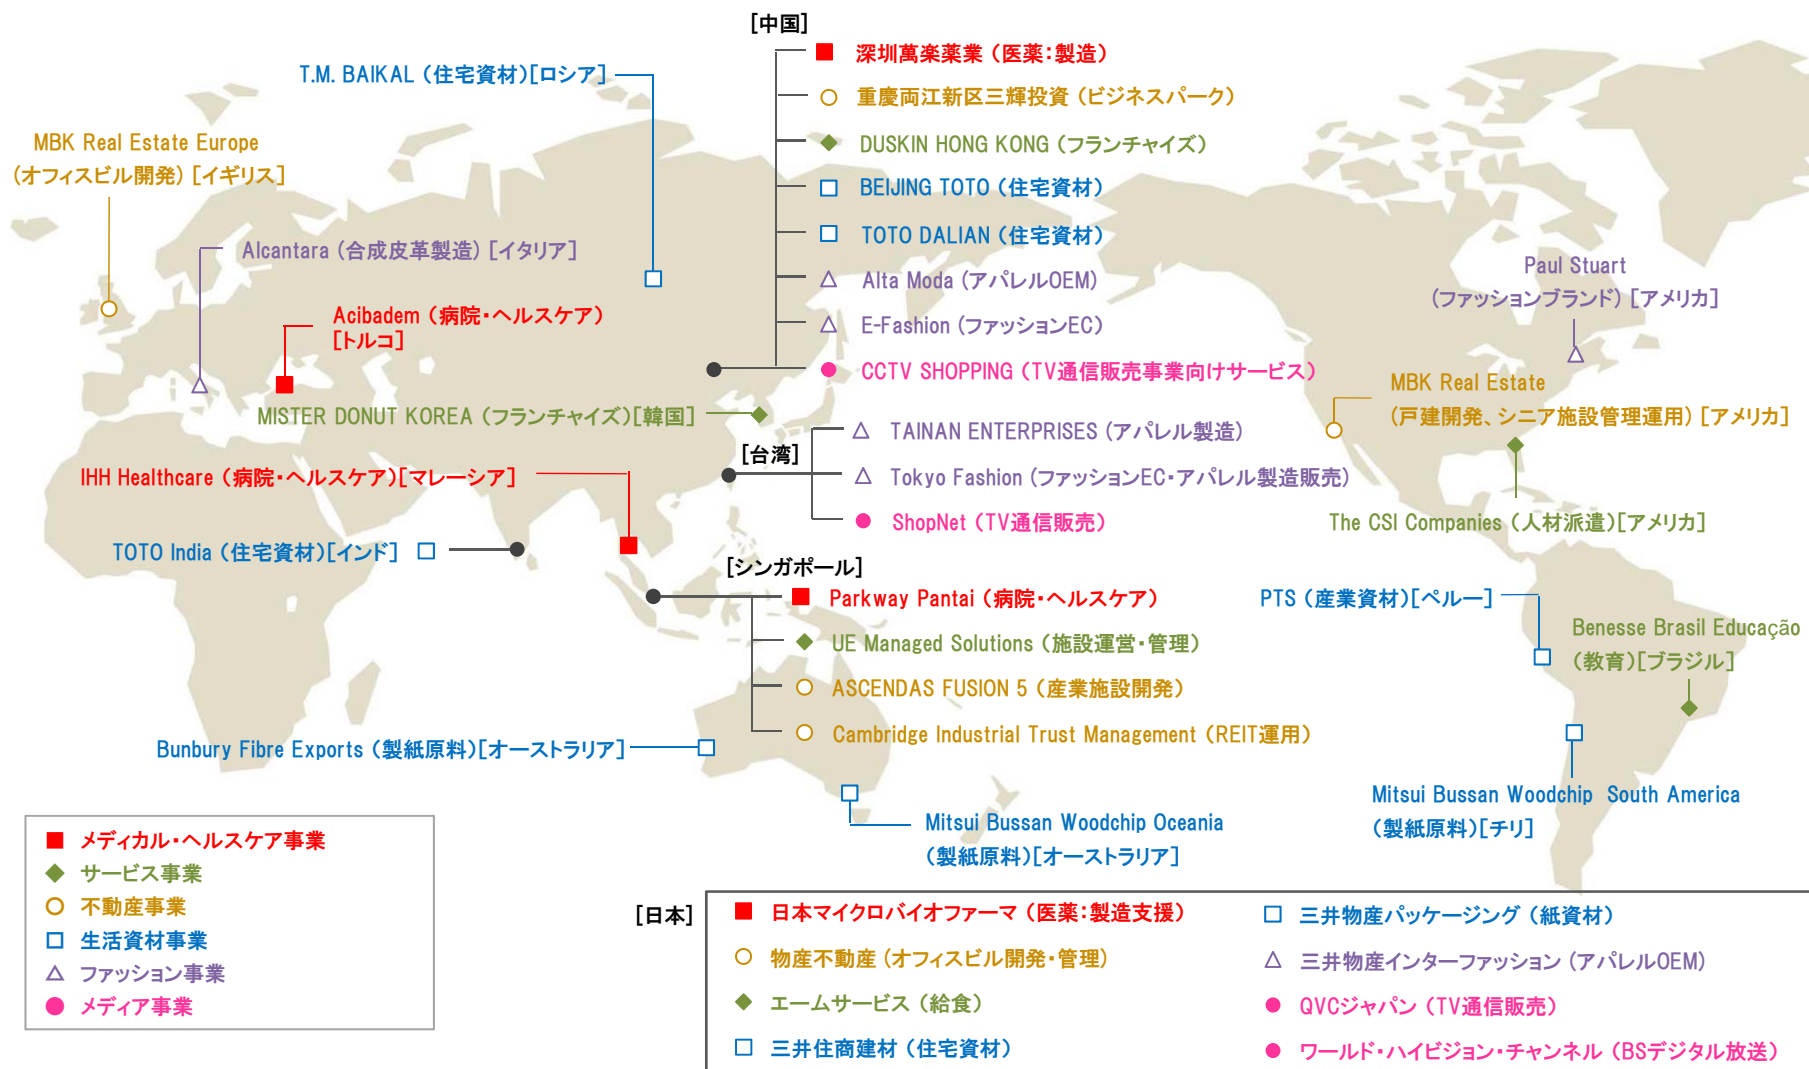 [中国]
深圳萬楽薬業 (医薬:製造)
重慶両江新区三輝投資 (ビジネスパーク)
DUSKIN HONG KONG (フランチャイズ)
BEIJING TOTO (住宅資材)
TOTO DALIAN (住宅資材)
Alta Moda (アパレルOEM)
E-Fashion (ファッションEC)
CCTV SHOPPING (TV通信販売事業向けサービス)
T.M. BAIKAL (住宅資材)[ロシア]
MBK Real Estate Europe
(オフィスビル開発) [イギリス]
Alcantara (合成皮革製造) [イタリア]
Acibadem (病院・ヘルスケア)
[トルコ]
MISTER DONUT KOREA (フランチャイズ)[韓国]
Paul Stuart
(ファッションブランド) [アメリカ]
MBK Real Estate
(戸建開発、シニア施設管理運用) [アメリカ]
[台湾]
TAINAN ENTERPRISES (アパレル製造)
Tokyo Fashion (ファッションEC・アパレル製造販売)
ShopNet (TV通信販売)
IHH Healthcare (病院・ヘルスケア)[マレーシア]
The CSI Companies (人材派遣)[アメリカ]
TOTO India (住宅資材)[インド]
[シンガポール]
Parkway Pantai (病院・ヘルスケア)
UE Managed Solutions (施設運営・管理)
ASCENDAS FUSION 5 (産業施設開発)
Cambridge Industrial Trust Management (REIT運用)
PTS (産業資材)[ペルー]
Benesse Brasil Educação
(教育)[ブラジル]
Bunbury Fibre Exports (製紙原料)[オーストラリア]
Mitsui Bussan Woodchip Oceania
(製紙原料)[オーストラリア]
Mitsui Bussan Woodchip South America
(製紙原料)[チリ]
メディカル・ヘルスケア事業
サービス事業
不動産事業
生活資材事業
ファッション事業
メディア事業
[日本]
日本マイクロバイオファーマ (医薬:製造支援)
物産不動産 (オフィスビル開発・管理)
エームサービス (給食)
三井住商建材 (住宅資材)
三井物産パッケージング (紙資材)
三井物産インターファッション (アパレルOEM)
QVCジャパン (TV通信販売)
ワールド・ハイビジョン・チャンネル (BSデジタル放送)